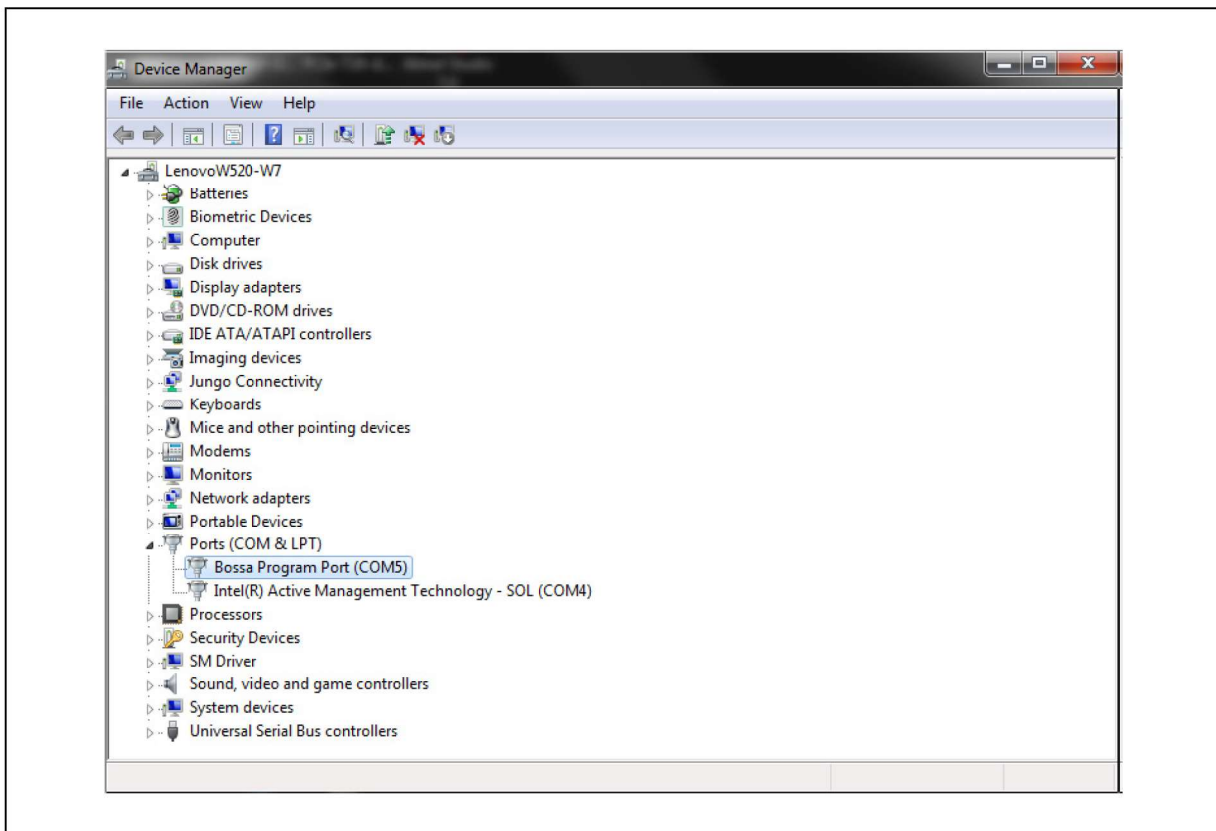 Device Manager
File Action View Help
LenovoW520-W7
Batteries
Biometric Devices
Computer
Disk drives
Display adapters
DVD/CD-ROM drives
IDE ATA/ATAPI controllers
Imaging devices
Jungo Connectivity
Keyboards
Mice and other pointing devices
Modems
Monitors
Network adapters
Portable Devices
Ports (COM & LPT)
Bossa Program Port (COM5)
Intel(R) Active Management Technology - SOL (COM4)
Processors
Security Devices
SM Driver
Sound, video and game controllers
System devices
Universal Serial Bus controllers